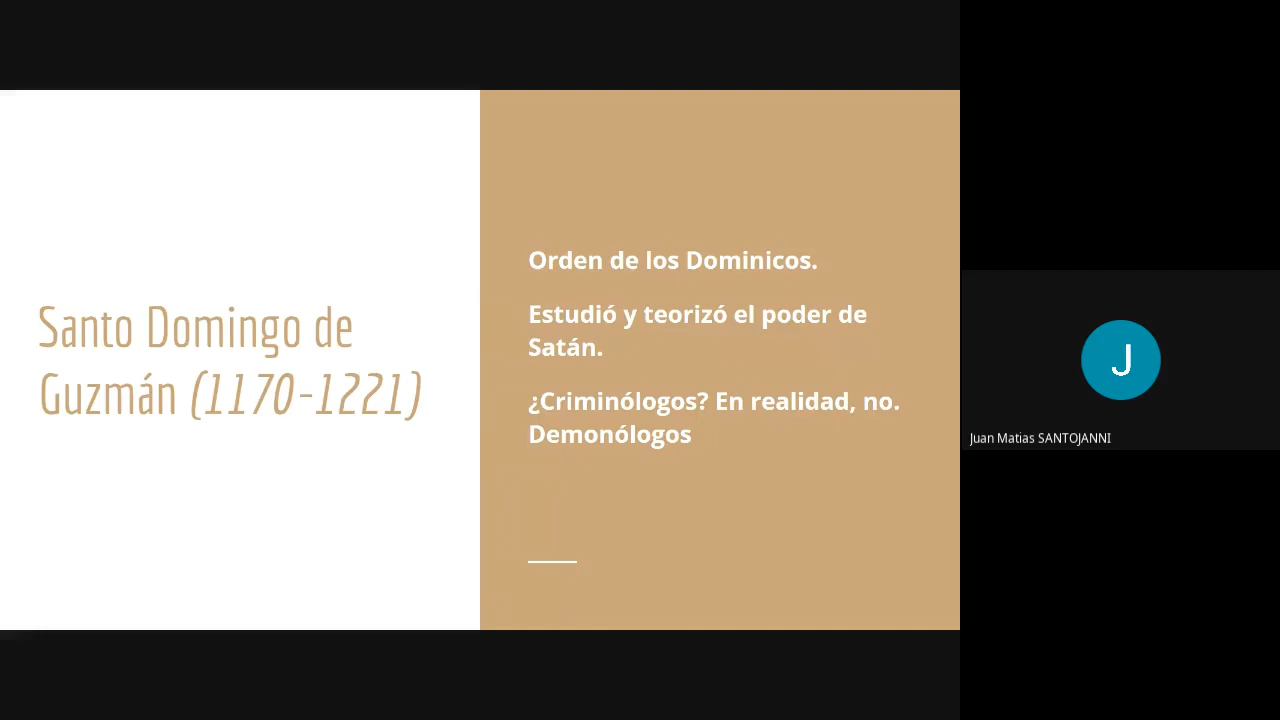 Santo Domingo de
Guzmán (1170-1221)
Orden de los Dominicos.
Estudió y teorizó el poder de
Satán.
¿Criminólogos? En realidad, no.
Demonólogos
J
Juan Matias SANTOJANNI